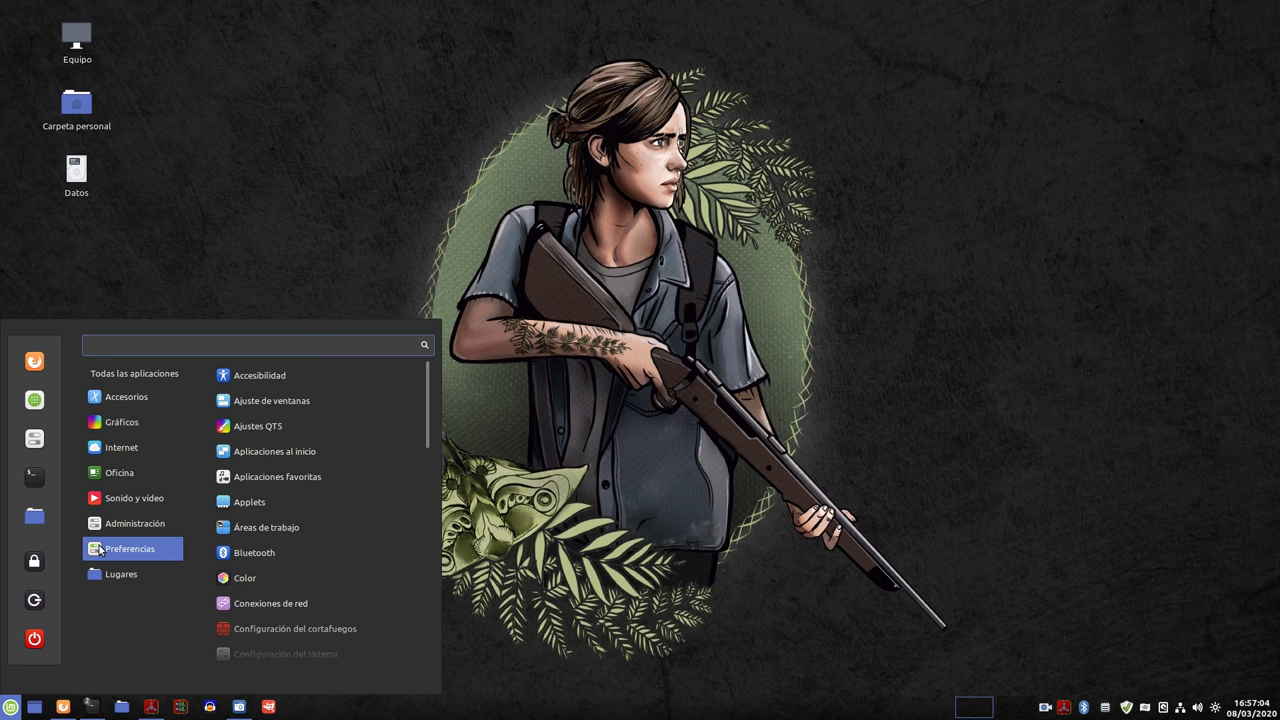 Equipo
Carpeta personal
Datos
Todas las aplicaciones
Accesorios
Gráficos
Internet
Oficina
Sonido y vídeo
Administración
Preferencias
Lugares
Accesibilidad
Ajuste de ventanas
Ajustes QT5
Aplicaciones al inicio
Aplicaciones favoritas
Applets
Áreas de trabajo
Bluetooth
Color
Conexiones de red
Configuración del cortafuegos
Configuración del sistema
16:57:04
08/03/2020